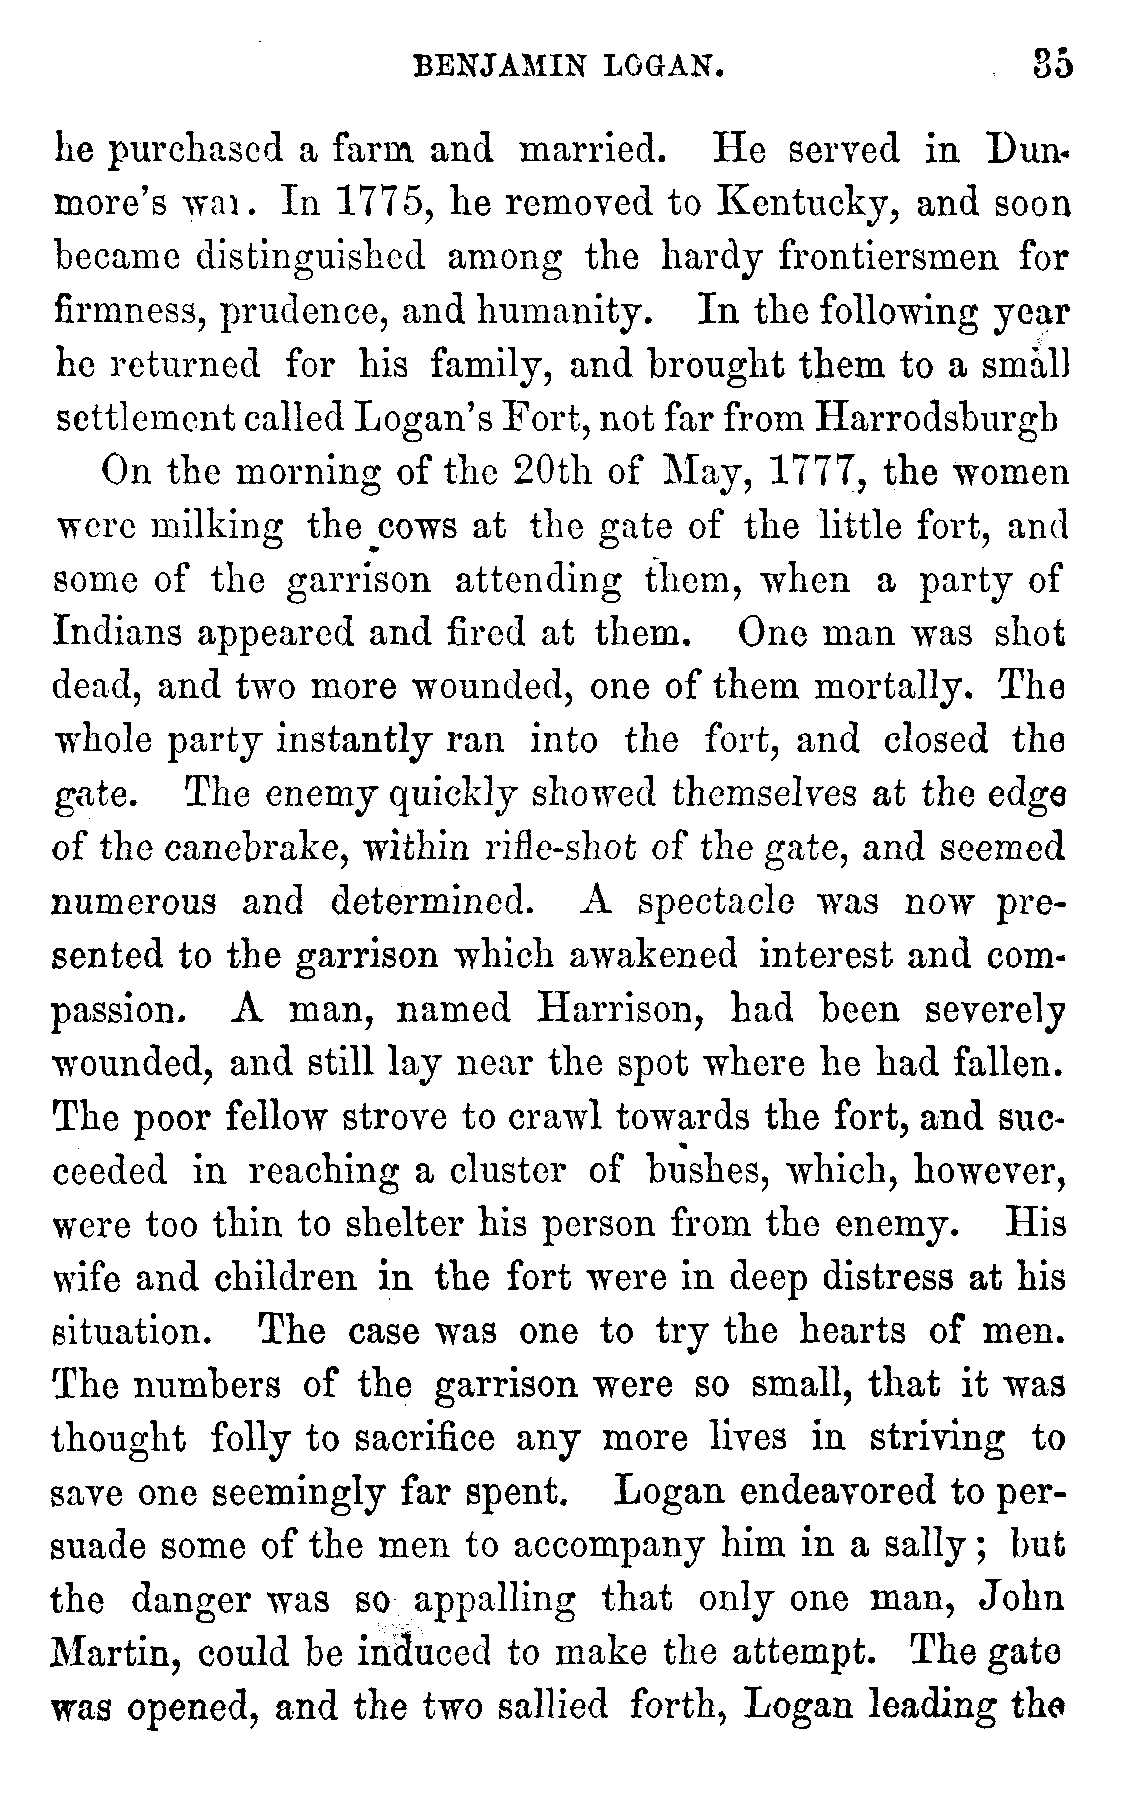 BENJAMIN LOGAN. 35
he purchased a farm and married. He served in Dun-
more's war. In 1775, he removed to Kentucky, and soon
became distinguished among the hardy frontiersmen for
firmness, prudence, and humanity. In the following year
he returned for his family, and brought them to a small
settlement called Logan's Fort, not far from Harrodsburgh
On the morning of the 20th of May, 1777, the women
were milking the cows at the gate of the little fort, and
some of the garrison attending them, when a party of
Indians appeared and fired at them. One man was shot
dead, and two more wounded, one of them mortally. The
whole party instantly ran into the fort, and closed the
gate. The enemy quickly showed themselves at the edge
of the canebrake, within rifle-shot of the gate, and seemed
numerous and determined. A spectacle was now pre-
sented to the garrison which awakened interest and com-
passion. A man, named Harrison, had been severely
wounded, and still lay near the spot where he had fallen.
The poor fellow strove to crawl towards the fort, and suc-
ceeded in reaching a cluster of bushes, which, however,
were too thin to shelter his person from the enemy. His
wife and children in the fort were in deep distress at his
situation. The case was one to try the hearts of men.
The numbers of the garrison were so small, that it was
thought folly to sacrifice any more lives in striving to
save one seemingly far spent. Logan endeavored to per-
suade some of the men to accompany him in a sally; but
the danger was so appalling that only one man, John
Martin, could be induced to make the attempt. The gate
was opened, and the two sallied forth, Logan leading the